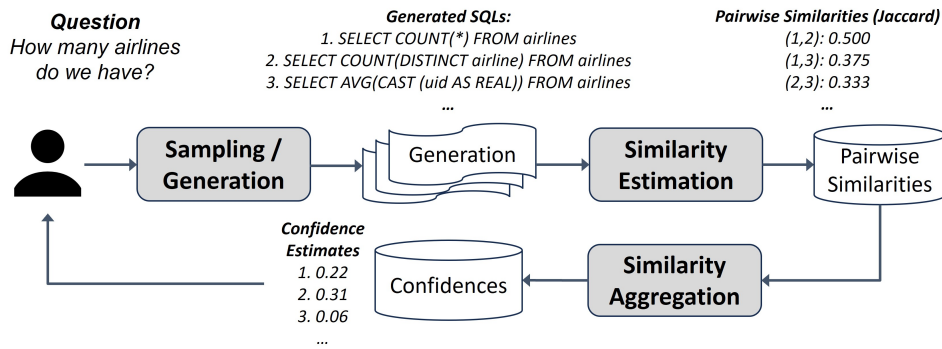 Question
How many airlines
do we have?
Generated SQLs:
1. SELECT COUNT(*) FROM airlines
2. SELECT COUNT(DISTINCT airline) FROM airlines
3. SELECT AVG(CAST (uid AS REAL)) FROM airlines
...
Pairwise Similarities (Jaccard)
(1,2): 0.500
(1,3): 0.375
(2,3): 0.333
...
Sampling /
Generation
Generation
Similarity
Estimation
Pairwise
Similarities
Similarity
Aggregation
Confidences
Confidence
Estimates
1. 0.22
2. 0.31
3. 0.06
...